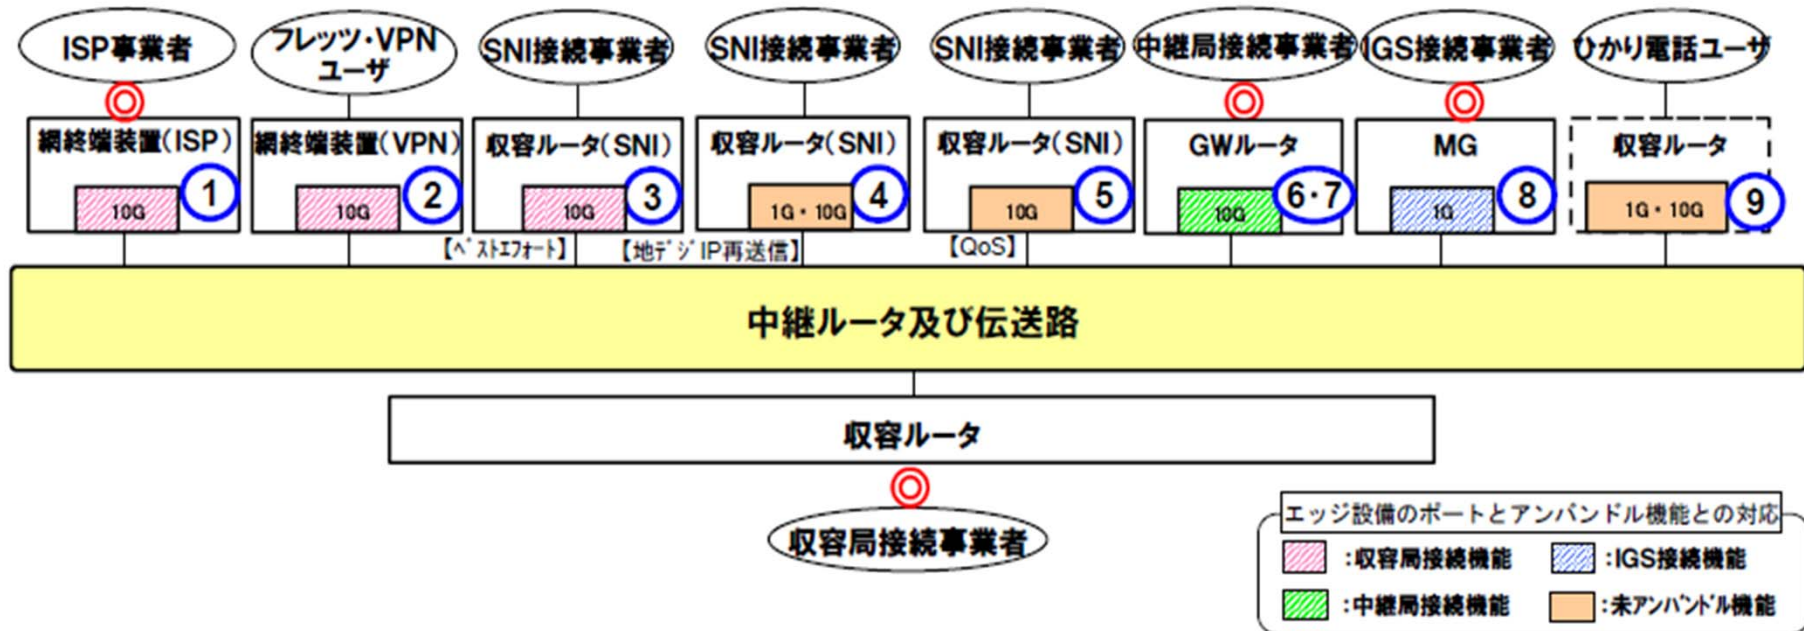 ISP事業者
フレッツ・VPN
ユーザ
SNI接続事業者
SNI接続事業者
SNI接続事業者
中継局接続事業者
IGS接続事業者
ひかり電話ユーザ
網終端装置(ISP)
網終端装置(VPN)
収容ルータ(SNI)
収容ルータ(SNI)
収容ルータ(SNI)
GWルータ
MG
収容ルータ
10G
1
10G
2
10G
3
1G・10G
4
10G
5
10G
6・7
1G
8
1G・10G
9
【ﾍﾞｽﾄｴﾌｫｰﾄ】
【地ﾃﾞｼﾞIP再送信】
【QoS】
中継ルータ及び伝送路
収容ルータ
収容局接続事業者
エッジ設備のポートとアンバンドル機能との対応
：収容局接続機能
：IGS接続機能
：中継局接続機能
：未ｱﾝﾊﾞﾝﾄﾞﾙ機能